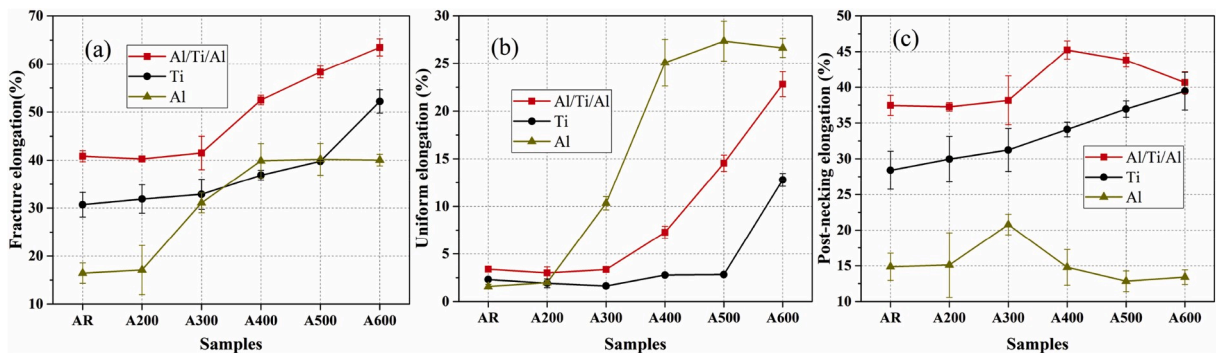 (a)
Fracture elongation(%)
70
60
50
40
30
20
10
Al/Ti/Al
Ti
Al
AR A200 A300 A400 A500 A600
Samples
(b)
Uniform elongation(%)
30
25
20
15
10
5
0
Al/Ti/Al
Ti
Al
AR A200 A300 A400 A500 A600
Samples
(c)
Post-necking elongation (%)
50
45
40
35
30
25
20
15
10
Al/Ti/Al
Ti
Al
AR A200 A300 A400 A500 A600
Samples